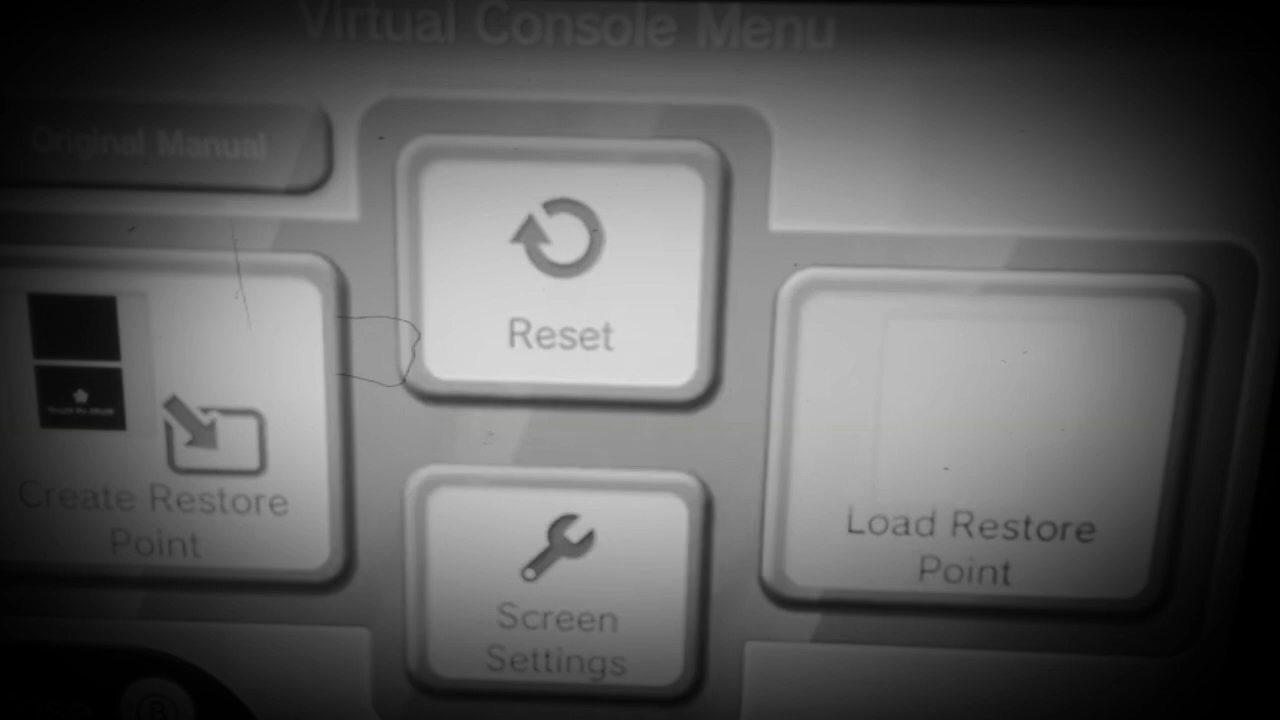 Virtual Console Menu
Original Manual
Reset
Create Restore
Point
Load Restore
Point
Screen
Settings
B